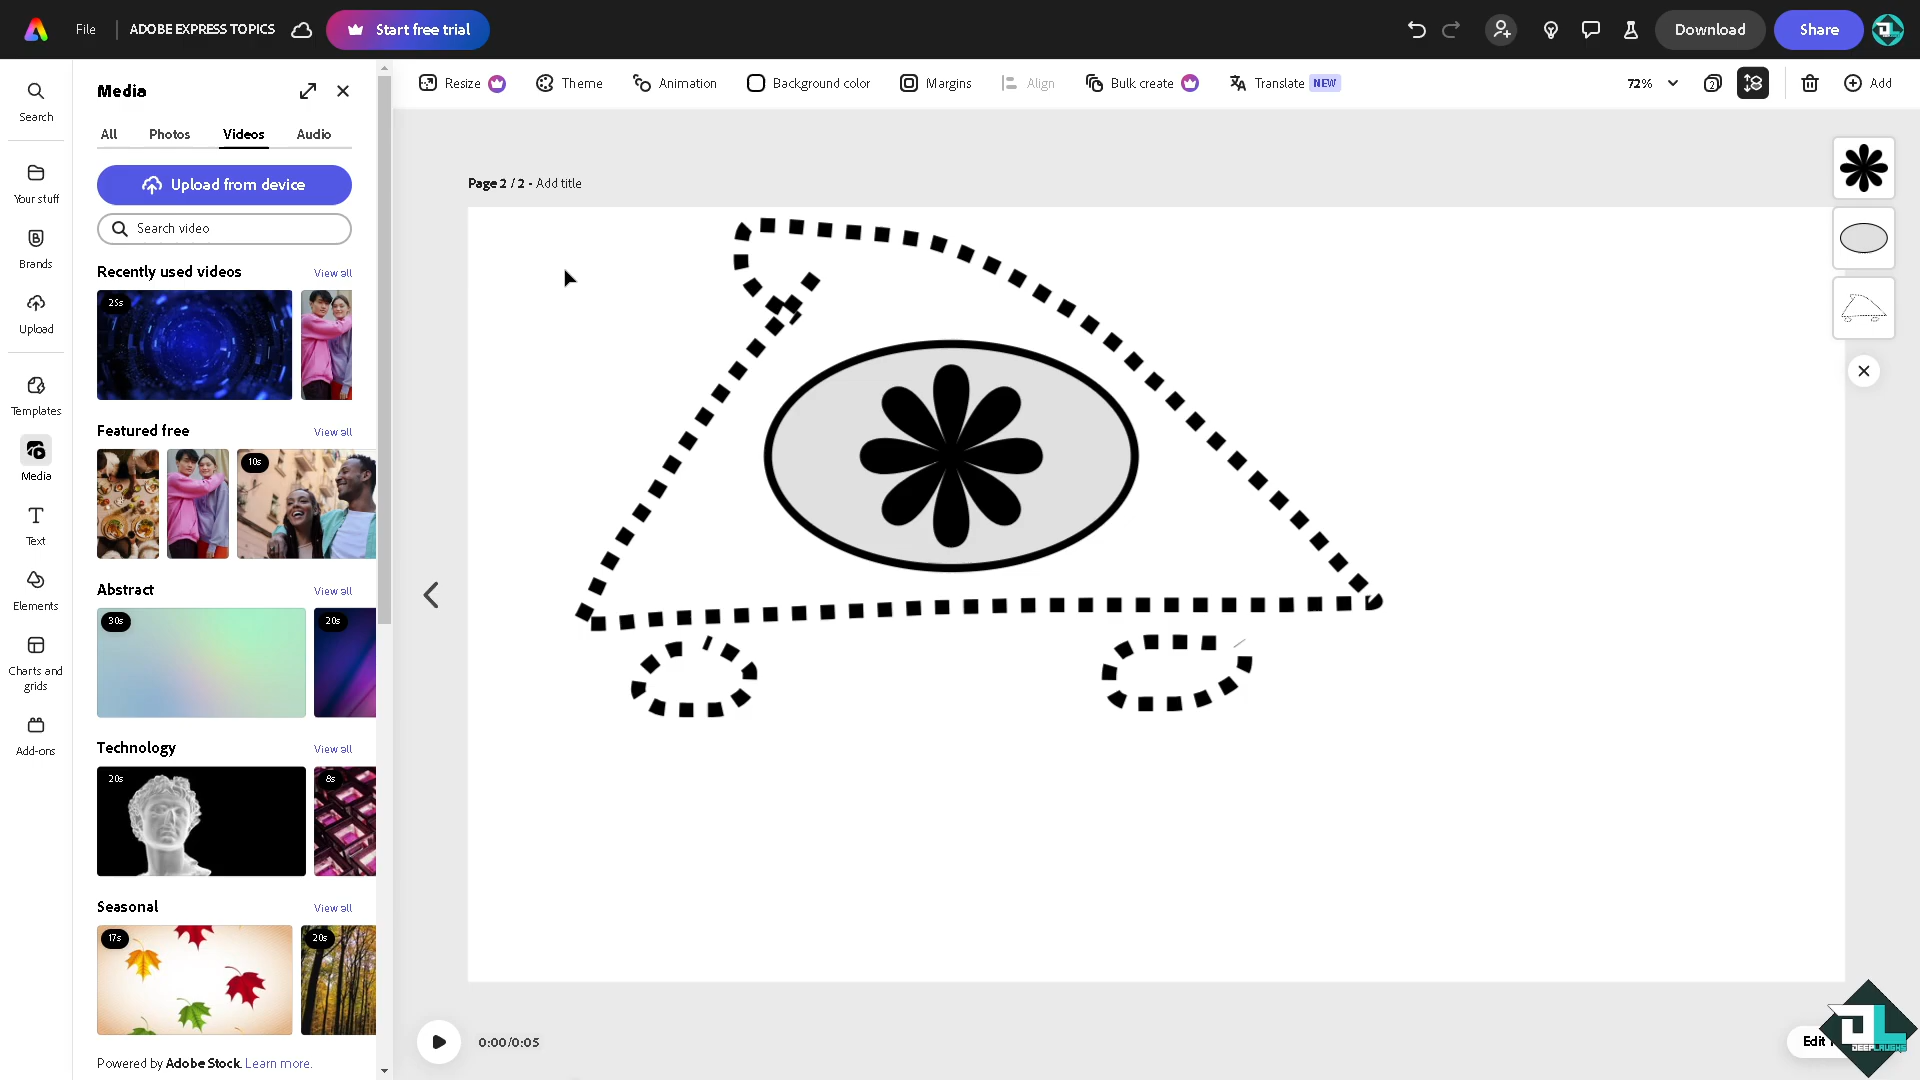 File
ADOBE EXPRESS TOPICS
Start free trial
Download
Share
Search
Your stuff
Brands
Upload
Templates
Media
Text
Elements
Charts and
grids
Add-ons
Media
All Photos Videos Audio
Upload from device
Search video
Recently used videos View all
25s
Featured free View all
10s
Abstract View all
30s 20s
Technology View all
20s 8s
Seasonal View all
17s 20s
Powered by Adobe Stock. Learn more.
Resize Theme Animation Background color Margins Align Bulk create Translate NEW
72% 2 Add
Page 2 / 2 - Add title
0:00/0:05
Edit
JL
DEEPLAUGHS